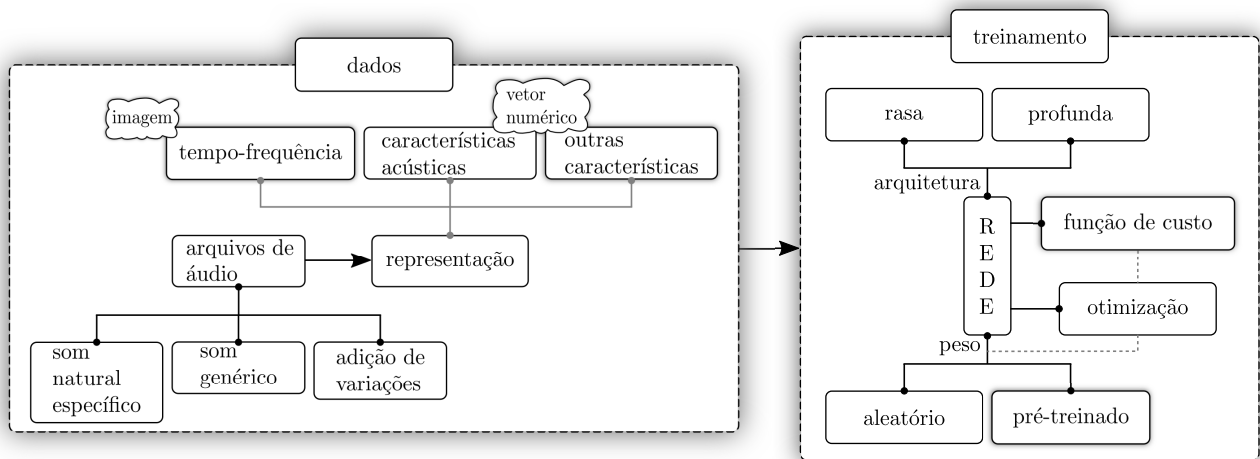 dados
imagem
vetor
numérico
tempo-frequência
características
acústicas
outras
características
arquivos de
áudio
representação
som
natural
específico
som
genérico
adição de
variações
treinamento
rasa
profunda
arquitetura
R
E
D
E
função de custo
otimização
peso
aleatório
pré-treinado